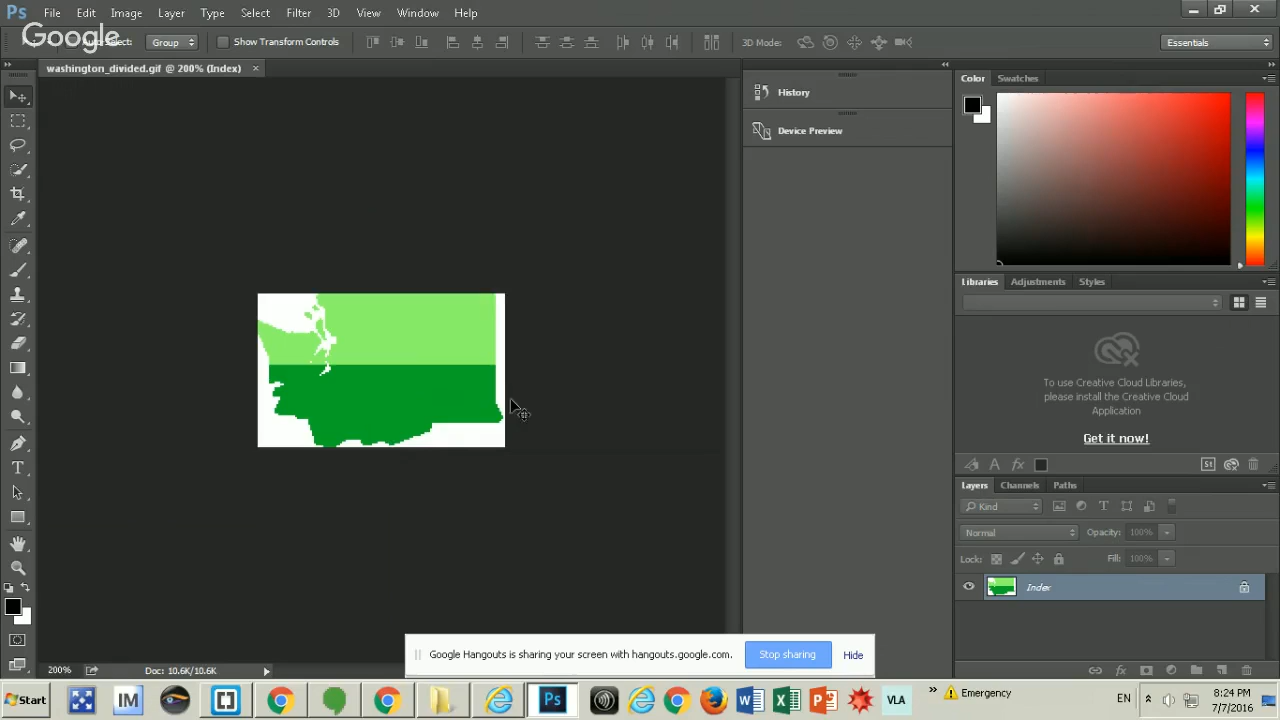 Ps File Edit Image Layer Type Select Filter 3D View Window Help
Google
Select: Group Show Transform Controls 3D Mode: Essentials
washington_divided.gif @ 200% (Index) ×
History
Device Preview
Color Swatches
Libraries Adjustments Styles
To use Creative Cloud Libraries,
please install the Creative Cloud
Application
Get it now!
St
Layers Channels Paths
Kind
Normal Opacity: 100%
Lock: Fill: 100%
Index
200% Doc: 10.6K/10.6K
Google Hangouts is sharing your screen with hangouts.google.com. Stop sharing Hide
Start IM Ps VLA » Emergency EN
8:24 PM
7/7/2016